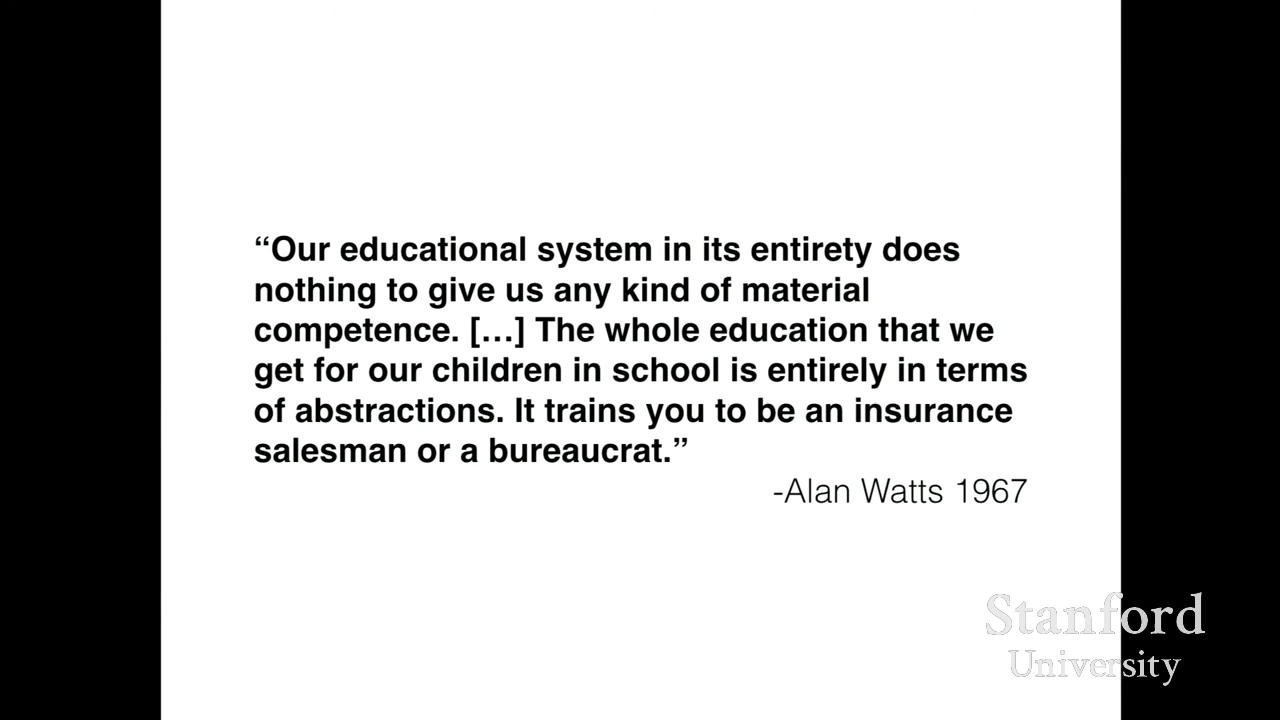 “Our educational system in its entirety does
nothing to give us any kind of material
competence. […] The whole education that we
get for our children in school is entirely in terms
of abstractions. It trains you to be an insurance
salesman or a bureaucrat.”
-Alan Watts 1967
Stanford
University